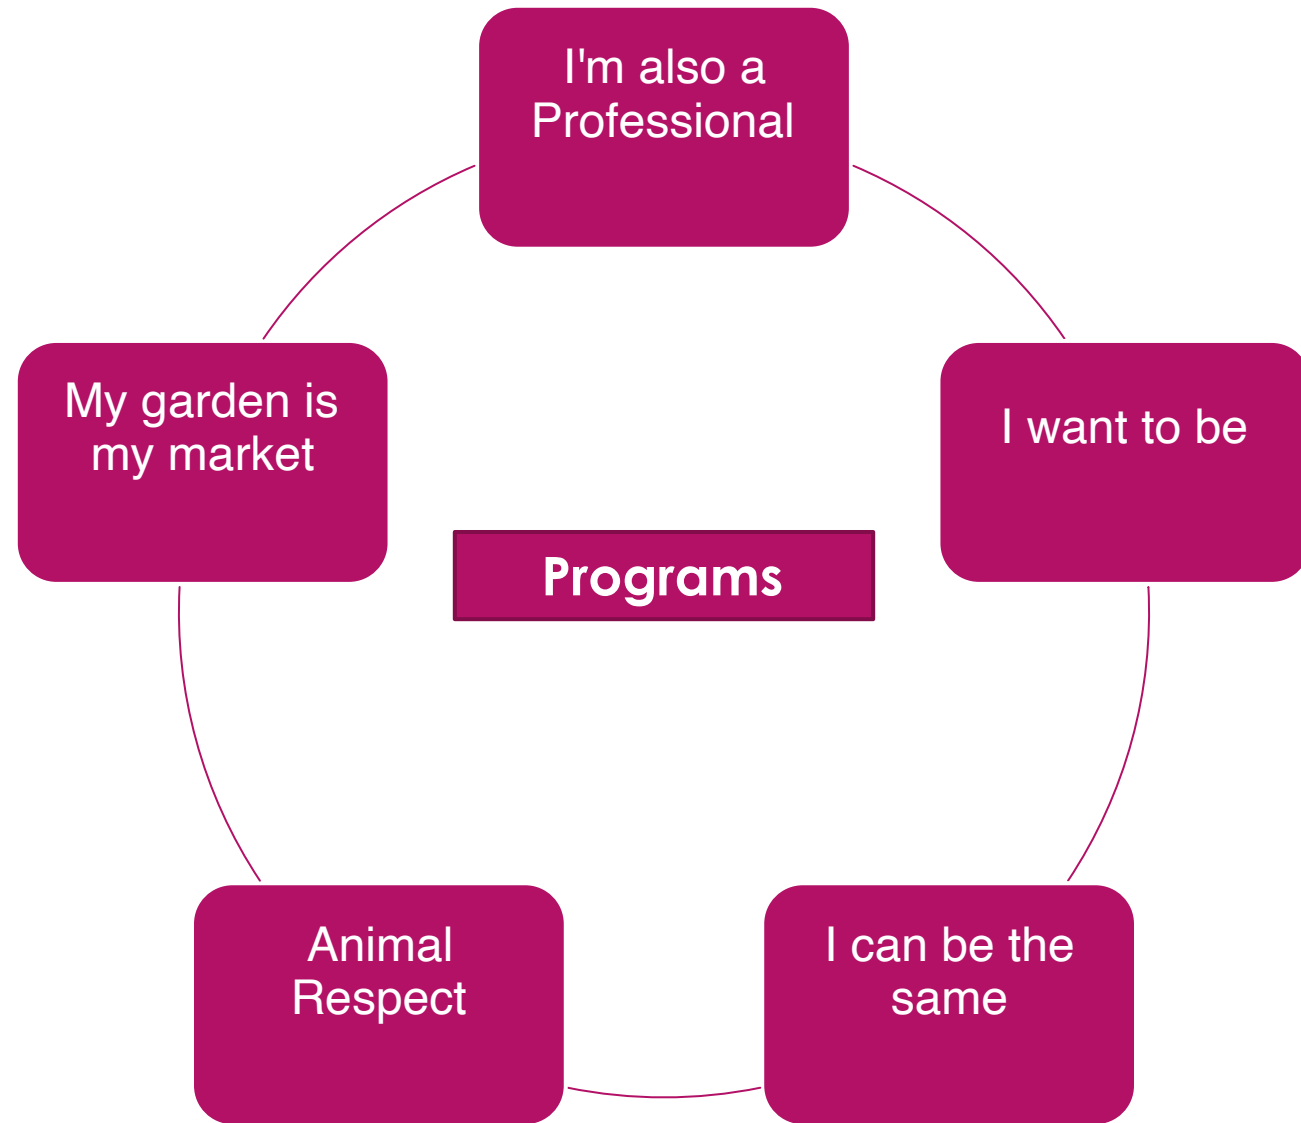 I'm also a
Professional
I want to be
I can be the
same
Animal
Respect
My garden is
my market
Programs